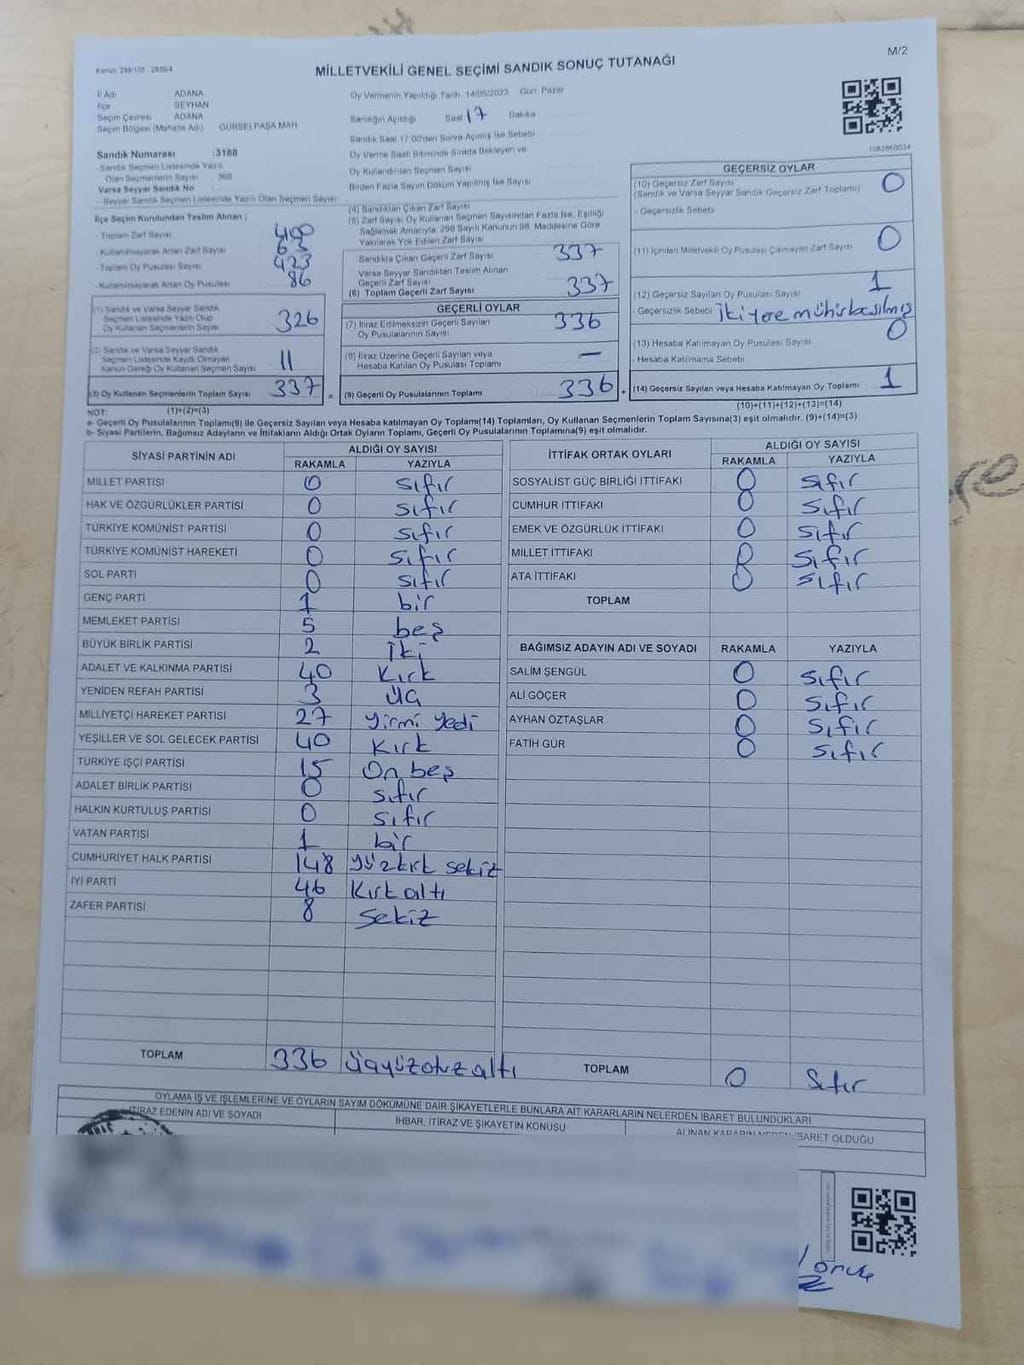 Kanun: 298/105 - 2839/4
M/2
MİLLETVEKİLİ GENEL SEÇİMİ SANDIK SONUÇ TUTANAĞI
İl Adı ADANA
İlçe SEYHAN
Seçim Çevresi ADANA
Seçim Bölgesi (Mahalle Adı) GÜRSELPAŞA MAH
Sandık Numarası :3188
Sandık Seçmen Listesinde Yazılı
Olan Seçmenlerin Sayısı 368
Varsa Seyyar Sandık No
Seyyar Sandık Seçmen Listesinde Yazılı Olan Seçmen Sayısı
Oy Vermenin Yapıldığı Tarih 14/05/2023 Gün: Pazar
Sandığın Açıldığı Saat 17 Dakika
Sandık Saat 17:00'den Sonra Açılmış İse Sebebi
Oy Verme Saati Bitiminde Sırada Bekleyen ve
Oy Kullandırılan Seçmen Sayısı
Birden Fazla Sayım Döküm Yapılmış İse Sayısı
İlçe Seçim Kurulundan Teslim Alınan ;
- Toplam Zarf Sayısı 400
- Kullanılmayarak Artan Zarf Sayısı 63
- Toplam Oy Pusulası Sayısı 423
- Kullanılmayarak Artan Oy Pusulası 86
(4) Sandıktan Çıkan Zarf Sayısı
(5) Zarf Sayısı Oy Kullanan Seçmen Sayısından Fazla İse, Eşitliği
Sağlamak Amacıyla, 298 Sayılı Kanunun 98. Maddesine Göre
Yakılarak Yok Edilen Zarf Sayısı
Sandıkta Çıkan Geçerli Zarf Sayısı 337
Varsa Seyyar Sandıktan Teslim Alınan
Geçerli Zarf Sayısı
(6) Toplam Geçerli Zarf Sayısı 337
1083860034
GEÇERSİZ OYLAR
(10) Geçersiz Zarf Sayısı 0
(Sandık ve Varsa Seyyar Sandık Geçersiz Zarf Toplamı)
- Geçersizlik Sebebi
(11) İçinden Milletvekili Oy Pusulası Çıkmayan Zarf Sayısı 0
(12) Geçersiz Sayılan Oy Pusulası Sayısı 1
- Geçersizlik Sebebi İki yere mühür basılmış
(13) Hesaba Katılmayan Oy Pusulası Sayısı 0
- Hesaba Katılmama Sebebi
(14) Geçersiz Sayılan veya Hesaba Katılmayan Oy Toplamı 1
(10)+(11)+(12)+(13)=(14)
(1) Sandık ve Varsa Seyyar Sandık
Seçmen Listesinde Yazılı Olup
Oy Kullanan Seçmenlerin Sayısı 326
(2) Sandık ve Varsa Seyyar Sandık
Seçmen Listesinde Kayıtlı Olmayan
Kanun Gereği Oy Kullanan Seçmen Sayısı 11
(3) Oy Kullanan Seçmenlerin Toplam Sayısı 337 =
(1)+(2)=(3)
GEÇERLİ OYLAR
(7) İtiraz Edilmeksizin Geçerli Sayılan
Oy Pusulalarının Sayısı 336
(8) İtiraz Üzerine Geçerli Sayılan veya
Hesaba Katılan Oy Pusulası Toplamı —
(9) Geçerli Oy Pusulalarının Toplamı 336 +
NOT:
a- Geçerli Oy Pusulalarının Toplamı(9) ile Geçersiz Sayılan veya Hesaba katılmayan Oy Toplamı(14) Toplamları, Oy Kullanan Seçmenlerin Toplam Sayısına(3) eşit olmalıdır. (9)+(14)=(3)
b- Siyasi Partilerin, Bağımsız Adayların ve İttifakların Aldığı Ortak Oyların Toplamı, Geçerli Oy Pusulalarının Toplamına(9) eşit olmalıdır.
SİYASİ PARTİNİN ADI ALDIĞI OY SAYISI
RAKAMLA YAZIYLA
MİLLET PARTİSİ 0 sıfır
HAK VE ÖZGÜRLÜKLER PARTİSİ 0 sıfır
TÜRKİYE KOMÜNİST PARTİSİ 0 sıfır
TÜRKİYE KOMÜNİST HAREKETİ 0 sıfır
SOL PARTİ 0 sıfır
GENÇ PARTİ 1 bir
MEMLEKET PARTİSİ 5 beş
BÜYÜK BİRLİK PARTİSİ 2 İki
ADALET VE KALKINMA PARTİSİ 40 Kırk
YENİDEN REFAH PARTİSİ 3 üç
MİLLİYETÇİ HAREKET PARTİSİ 27 yirmi yedi
YEŞİLLER VE SOL GELECEK PARTİSİ 40 Kırk
TÜRKİYE İŞÇİ PARTİSİ 15 On beş
ADALET BİRLİK PARTİSİ 0 sıfır
HALKIN KURTULUŞ PARTİSİ 0 sıfır
VATAN PARTİSİ 1 bir
CUMHURİYET HALK PARTİSİ 148 yüzkırk sekiz
İYİ PARTİ 46 Kırk altı
ZAFER PARTİSİ 8 sekiz
TOPLAM 336 üçyüzotuzaltı
İTTİFAK ORTAK OYLARI ALDIĞI OY SAYISI
RAKAMLA YAZIYLA
SOSYALİST GÜÇ BİRLİĞİ İTTİFAKI 0 sıfır
CUMHUR İTTİFAKI 0 sıfır
EMEK VE ÖZGÜRLÜK İTTİFAKI 0 sıfır
MİLLET İTTİFAKI 0 sıfır
ATA İTTİFAKI 0 sıfır
TOPLAM
BAĞIMSIZ ADAYIN ADI VE SOYADI RAKAMLA YAZIYLA
SALİM ŞENGÜL 0 sıfır
ALİ GÖÇER 0 sıfır
AYHAN ÖZTAŞLAR 0 sıfır
FATİH GÜR 0 sıfır
TOPLAM 0 Sıfır
OYLAMA İŞ VE İŞLEMLERİNE VE OYLARIN SAYIM DÖKÜMÜNE DAİR ŞİKAYETLERLE BUNLARA AİT KARARLARIN NELERDEN İBARET BULUNDUKLARI
İTİRAZ EDENİN ADI VE SOYADI
İHBAR, İTİRAZ VE ŞİKAYETİN KONUSU
ALINAN KARARIN NEDEN İBARET OLDUĞU